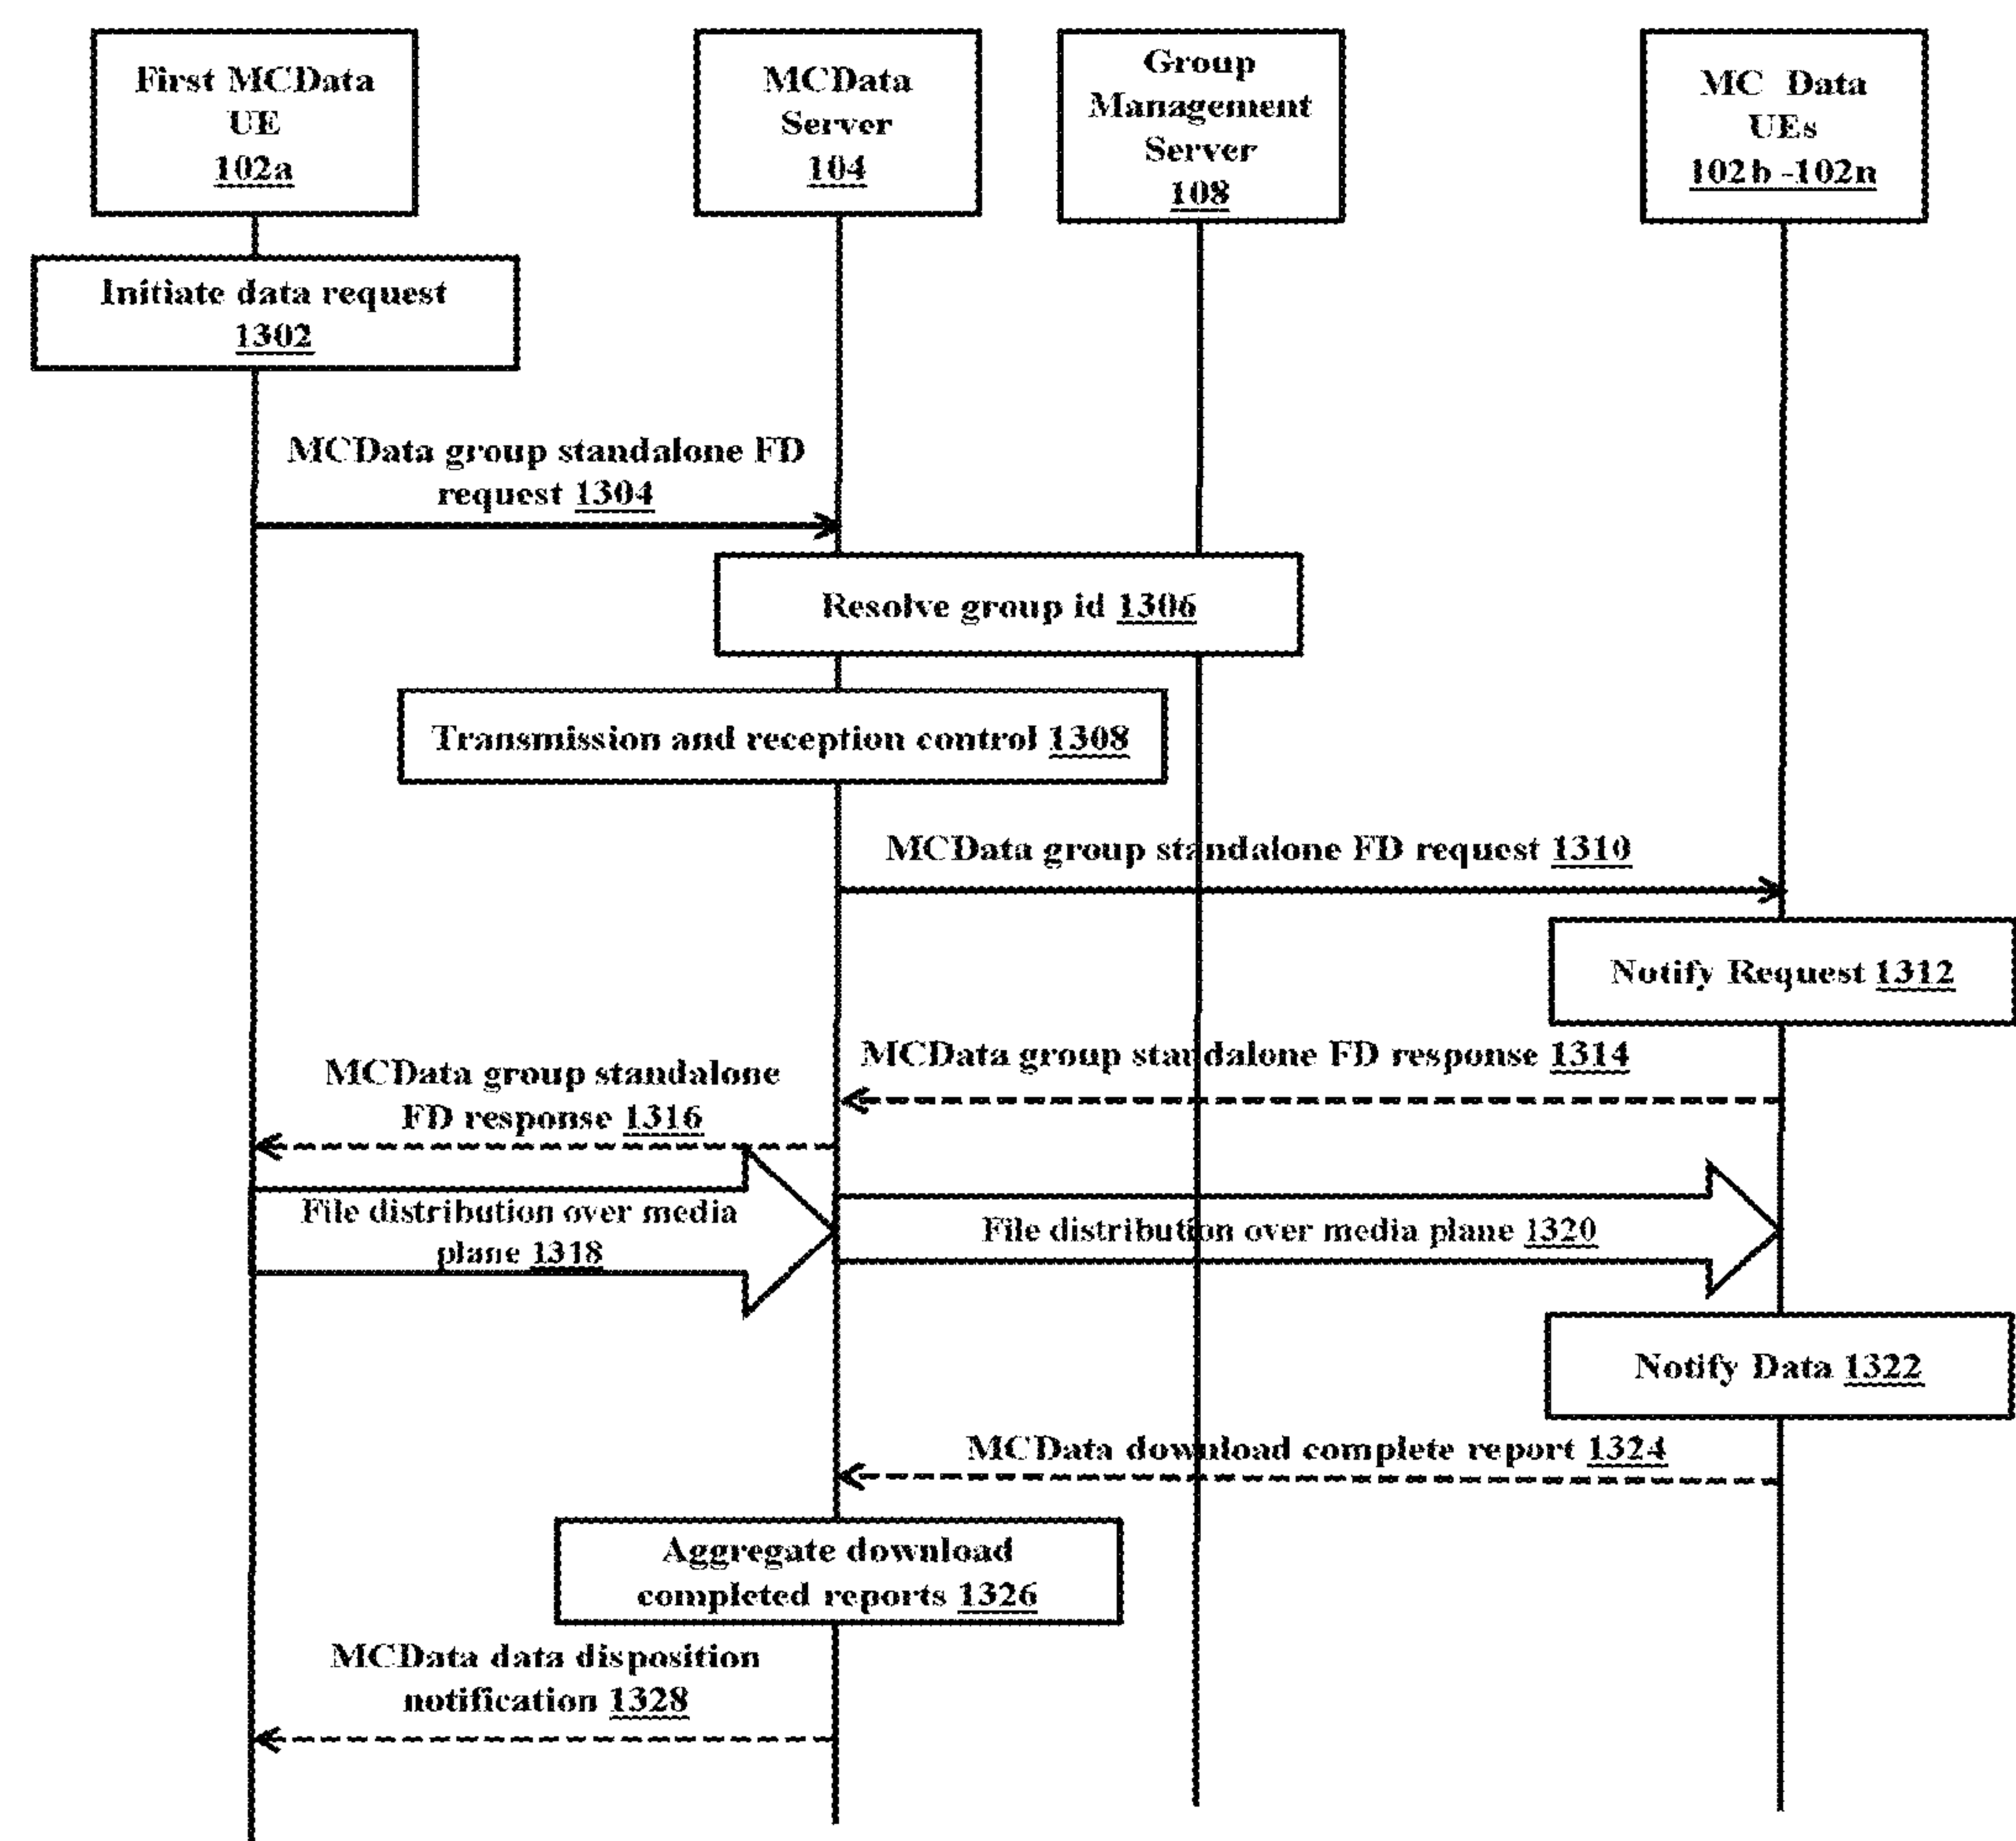 First MCData
UE
102a
MCData
Server
104
Group
Management
Server
108
MC Data
UEs
102b -102n
Initiate data request
1302
MCData group standalone FD
request 1304
Resolve group id 1306
Transmission and reception control 1308
MCData group standalone FD request 1310
Notify Request 1312
MCData group standalone FD response 1314
MCData group standalone
FD response 1316
File distribution over media
plane 1318
File distribution over media plane 1320
Notify Data 1322
MCData download complete report 1324
Aggregate download
completed reports 1326
MCData data disposition
notification 1328